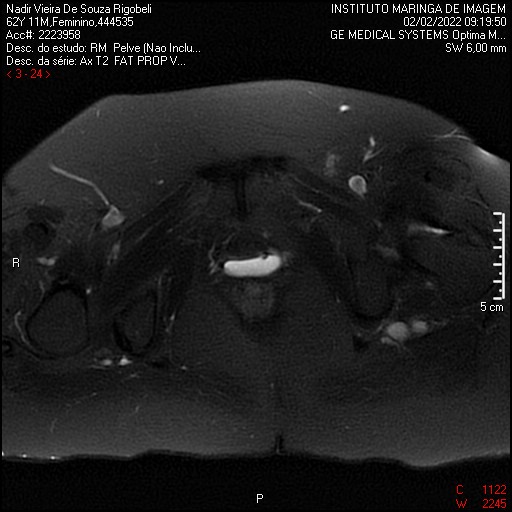 Nadir Vieira De Souza Rigobeli
62Y 11M,Feminino,444535
Acc#: 2223958
Desc. do estudo: RM Pelve (Nao Inclu...
Desc. da série: Ax T2 FAT PROP V...
< 3 - 24 >
INSTITUTO MARINGA DE IMAGEM
02/02/2022 09:19:50
GE MEDICAL SYSTEMS Optima M...
SW 6,00 mm
R
5 cm
P
C 1122
W 2245